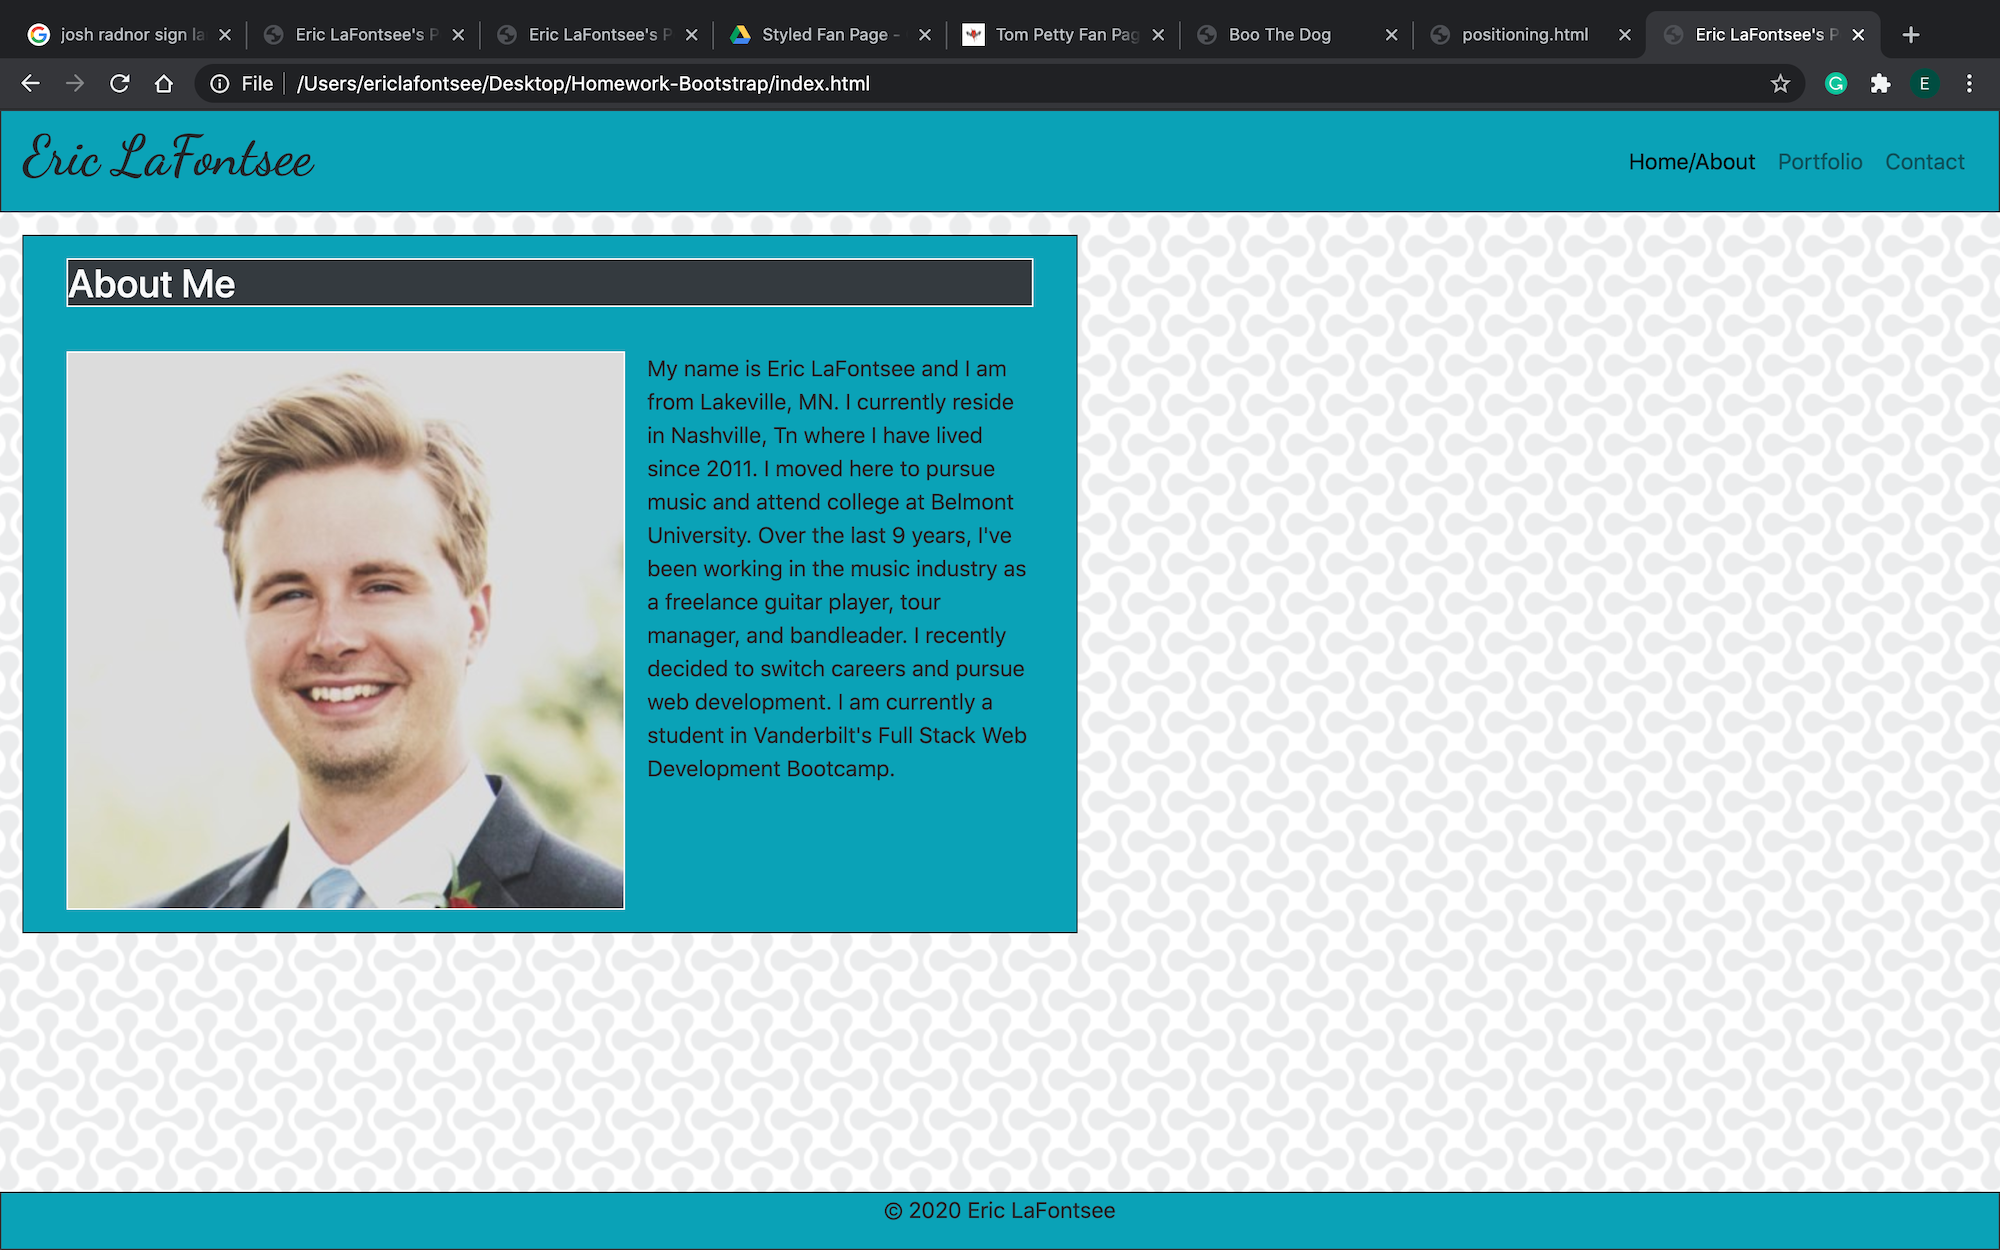 josh radnor sign la
Eric LaFontsee's P
Eric LaFontsee's P
Styled Fan Page -
Tom Petty Fan Pag
Boo The Dog
positioning.html
Eric LaFontsee's P
File
/Users/ericlafontsee/Desktop/Homework-Bootstrap/index.html
G
E
Eric LaFontsee
Home/About Portfolio Contact
About Me
My name is Eric LaFontsee and I am
from Lakeville, MN. I currently reside
in Nashville, Tn where I have lived
since 2011. I moved here to pursue
music and attend college at Belmont
University. Over the last 9 years, I've
been working in the music industry as
a freelance guitar player, tour
manager, and bandleader. I recently
decided to switch careers and pursue
web development. I am currently a
student in Vanderbilt's Full Stack Web
Development Bootcamp.
© 2020 Eric LaFontsee